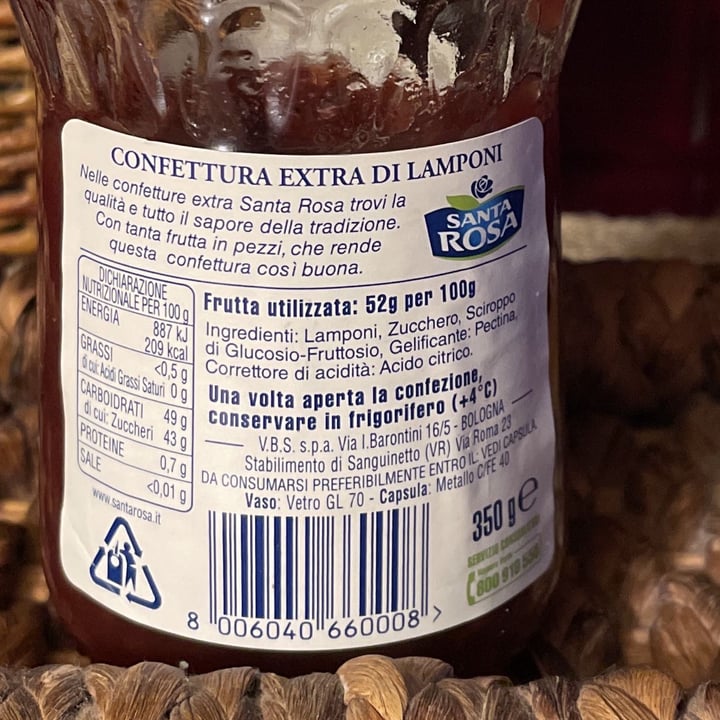 CONFETTURA EXTRA DI LAMPONI
Nelle confetture extra Santa Rosa trovi la
qualità e tutto il sapore della tradizione.
Con tanta frutta in pezzi, che rende
questa confettura così buona.
SANTA
ROSA
DICHIARAZIONE
NUTRIZIONALE PER 100 g
ENERGIA
887 kJ
209 kcal
GRASSI <0,5 g
di cui: Acidi Grassi Saturi 0 g
CARBOIDRATI 49 g
di cui: Zuccheri 43 g
PROTEINE 0,7 g
SALE <0,01 g
www.santarosa.it
Frutta utilizzata: 52g per 100g
Ingredienti: Lamponi, Zucchero, Sciroppo
di Glucosio-Fruttosio, Gelificante: Pectina,
Correttore di acidità: Acido citrico.
Una volta aperta la confezione,
conservare in frigorifero (+4°C)
V.B.S. s.p.a. Via I.Barontini 16/5 - BOLOGNA
Stabilimento di Sanguinetto (VR) Via Roma 23
DA CONSUMARSI PREFERIBILMENTE ENTRO IL: VEDI CAPSULA.
Vaso: Vetro GL 70 - Capsula: Metallo C/FE 40
350 g e
SERVIZIO CONSUMATORI
800 910 
8 006040 660008 >